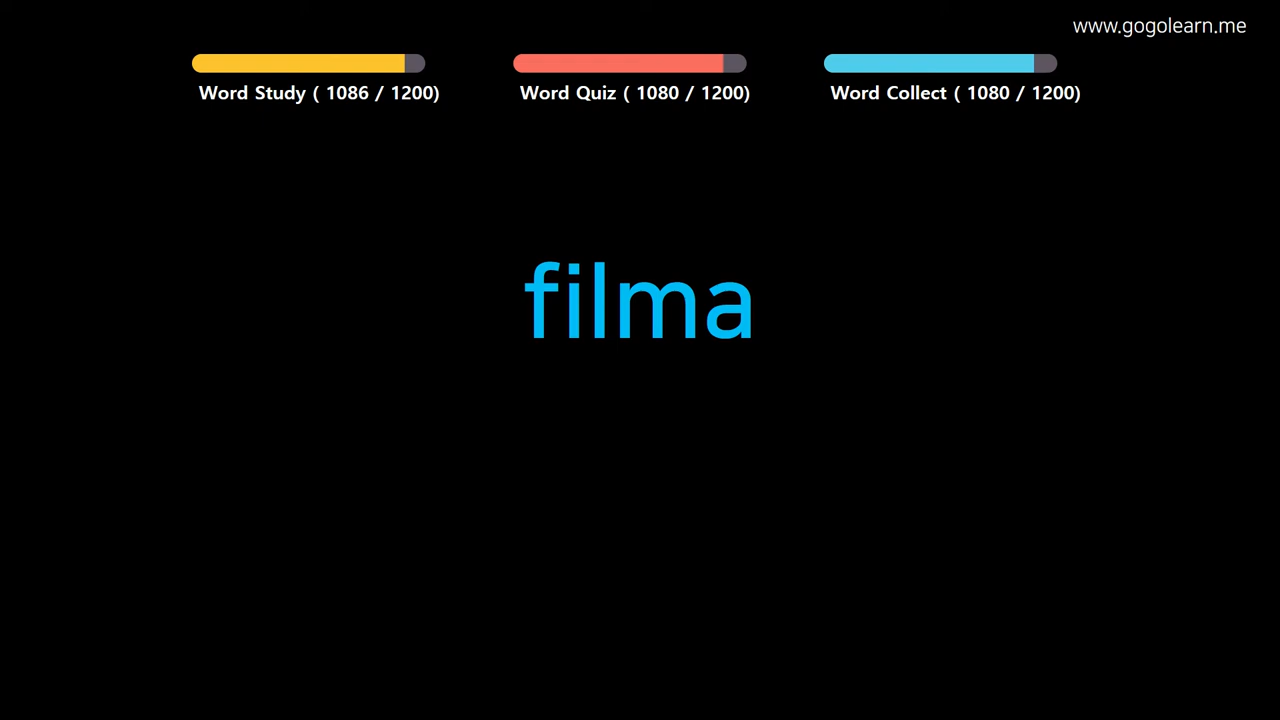 www.gogolearn.me
Word Study ( 1086 / 1200)
Word Quiz ( 1080 / 1200)
Word Collect ( 1080 / 1200)
filma